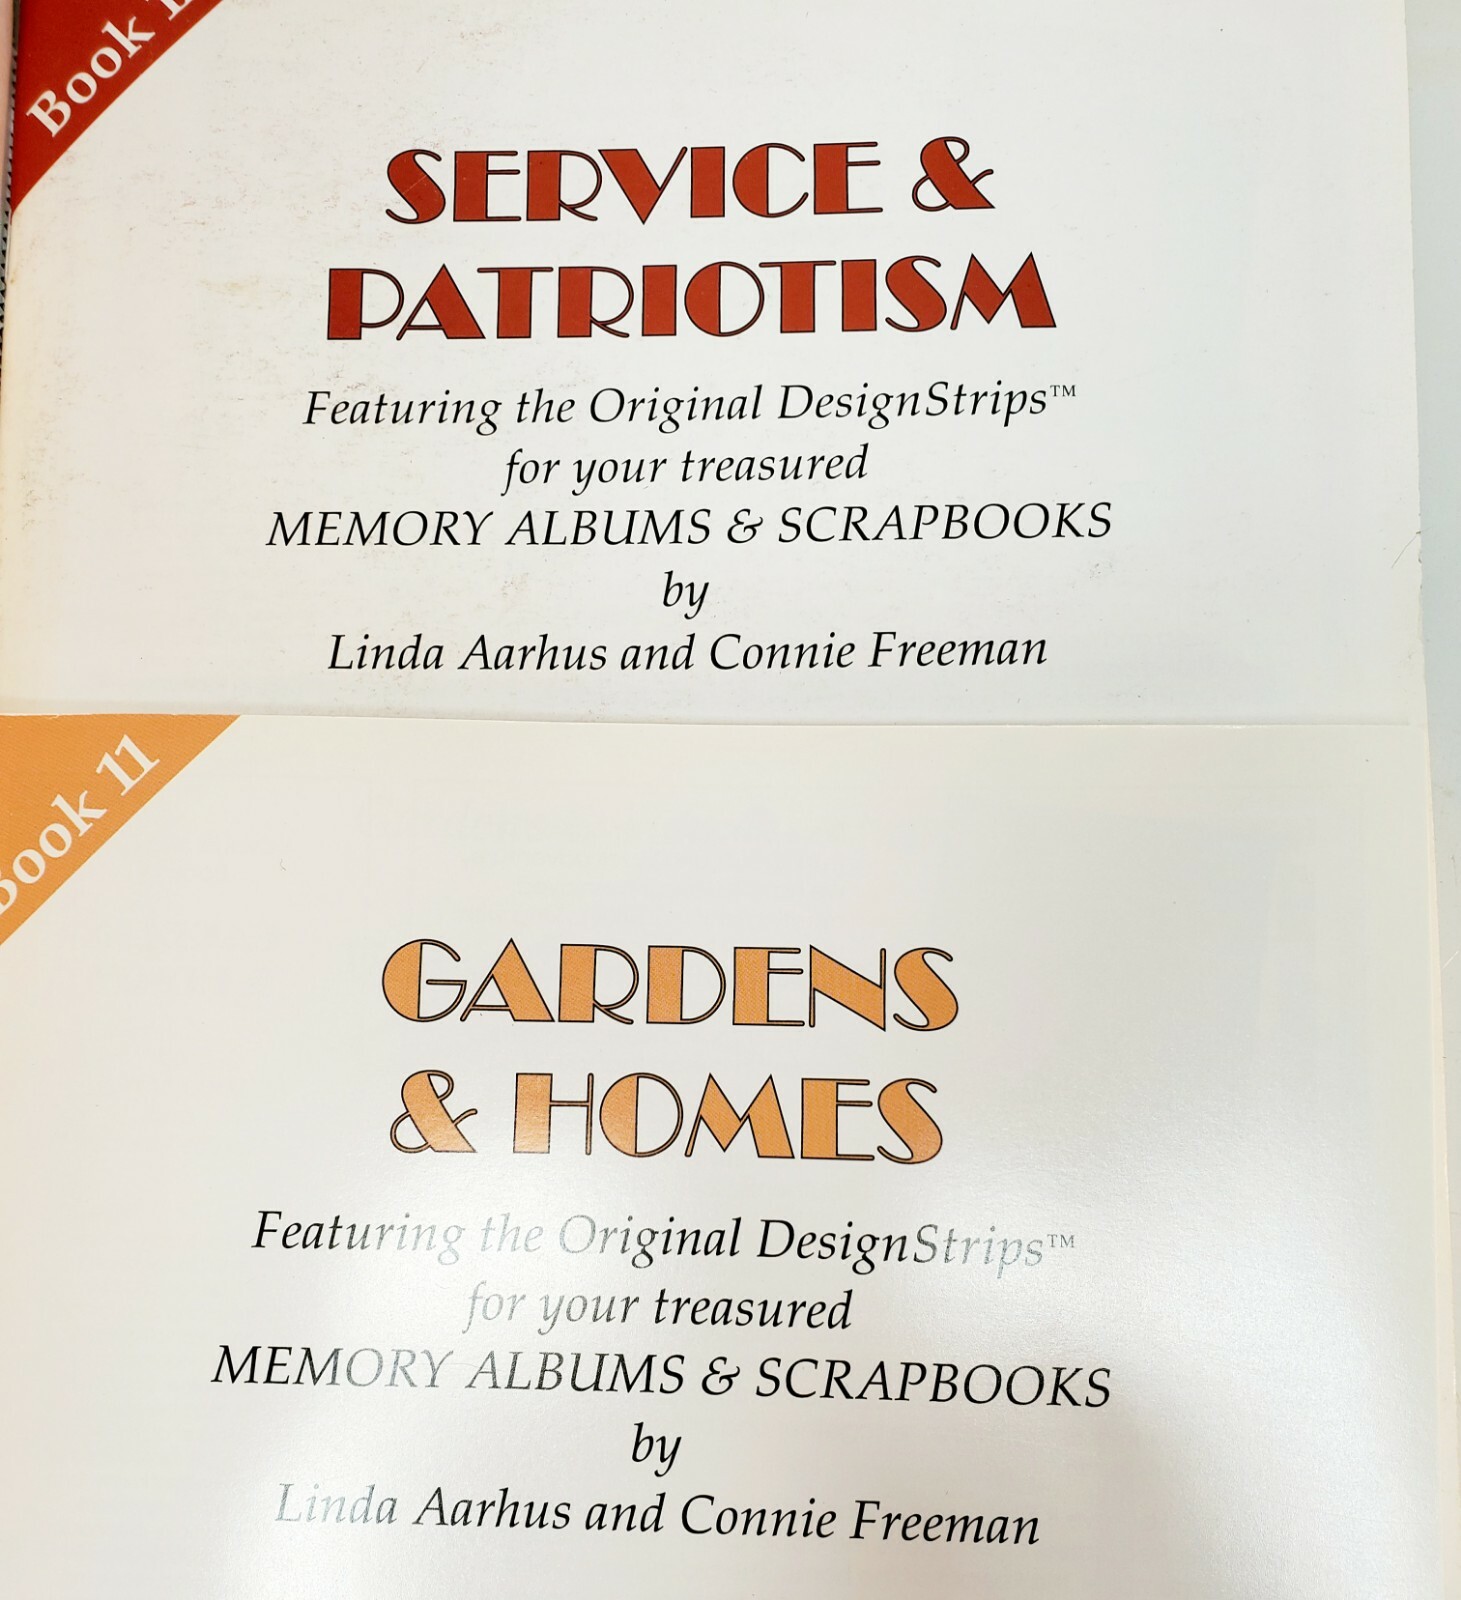 Book
SERVICE &
PATRIOTISM
Featuring the Original DesignStrips™
for your treasured
MEMORY ALBUMS & SCRAPBOOKS
by
Linda Aarhus and Connie Freeman
Book 11
GARDENS
& HOMES
Featuring the Original DesignStrips™
for your treasured
MEMORY ALBUMS & SCRAPBOOKS
by
Linda Aarhus and Connie Freeman